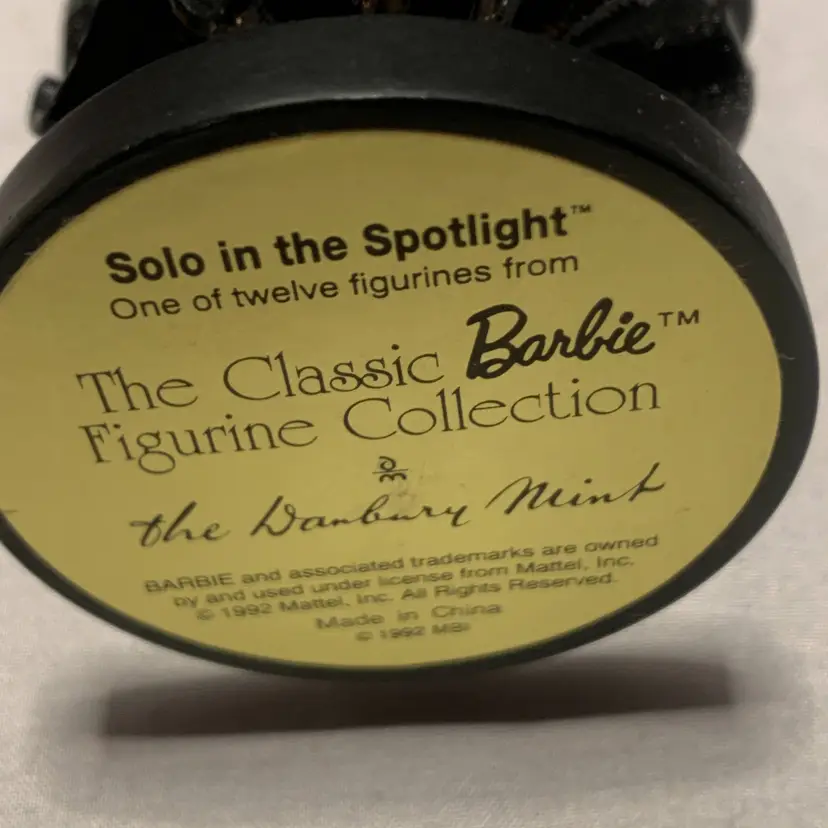 Solo in the Spotlight™
One of twelve figurines from
The Classic Barbie™
Figurine Collection
the Danbury Mint
BARBIE and associated trademarks are owned
by and used under license from Mattel, Inc.
© 1992 Mattel, Inc. All Rights Reserved.
Made in China
© 1992 MBI